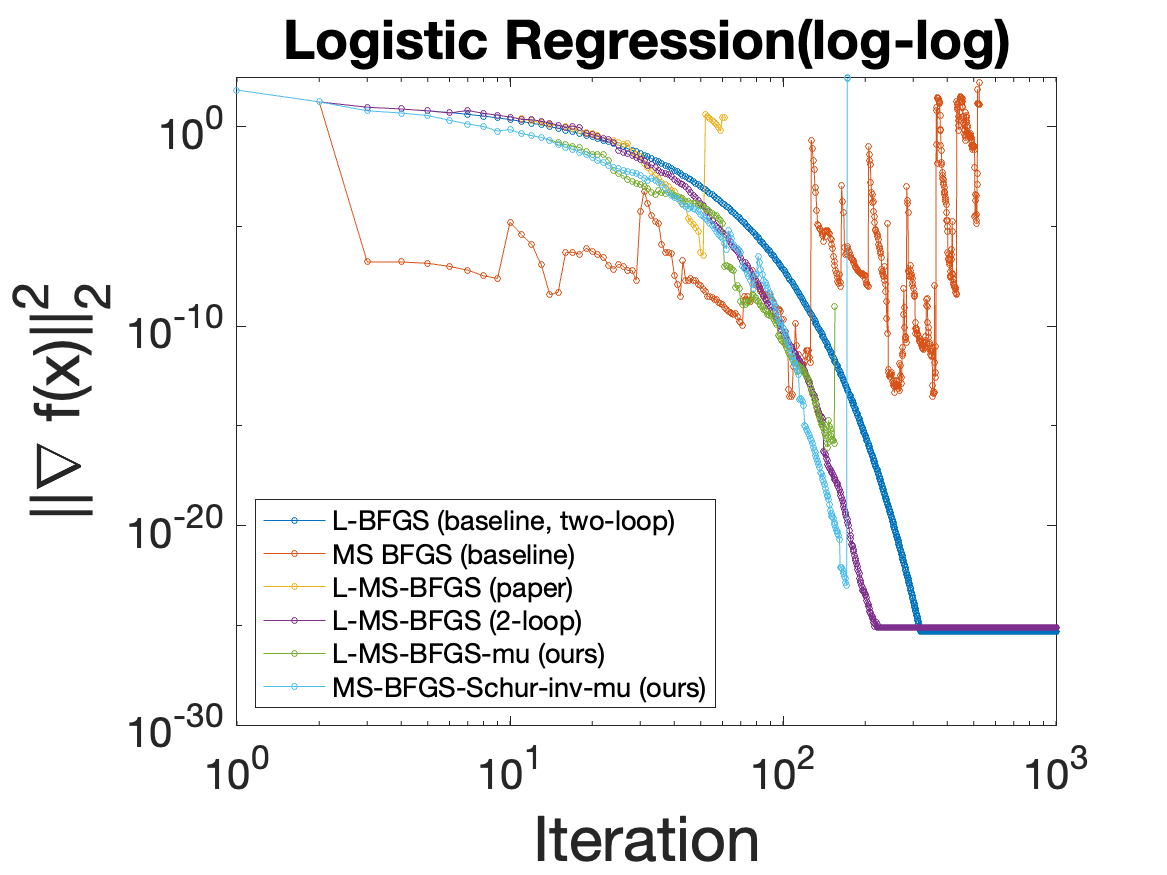 Logistic Regression(log-log)
||∇ f(x)||₂²
10⁰
10⁻¹⁰
10⁻²⁰
10⁻³⁰
L-BFGS (baseline, two-loop)
MS BFGS (baseline)
L-MS-BFGS (paper)
L-MS-BFGS (2-loop)
L-MS-BFGS-mu (ours)
MS-BFGS-Schur-inv-mu (ours)
10⁰ 10¹ 10² 10³
Iteration